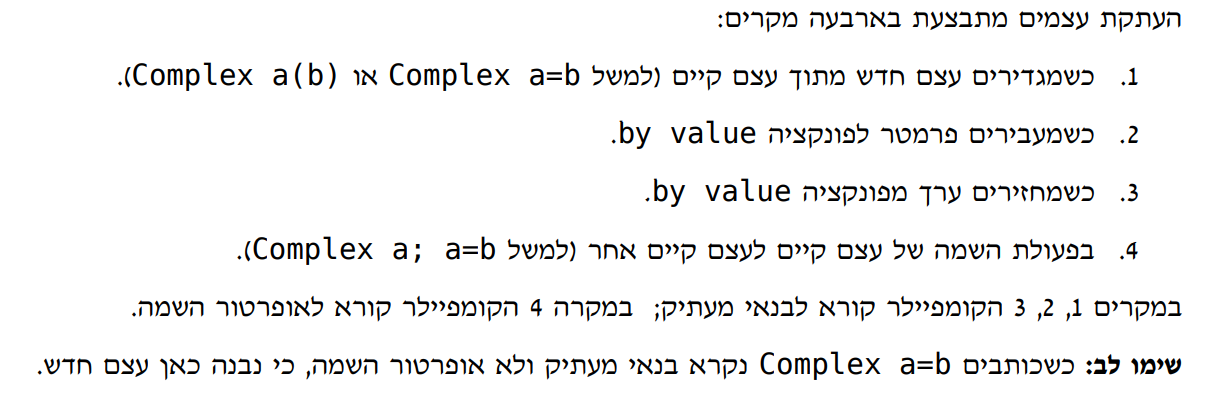 העתקת עצמים מתבצעת בארבעה מקרים:
1. כשמגדירים עצם חדש מתוך עצם קיים (למשל Complex a=b או Complex a(b)).
2. כשמעבירים פרמטר לפונקציה by value.
3. כשמחזירים ערך מפונקציה by value.
4. בפעולת השמה של עצם קיים לעצם קיים אחר (למשל Complex a; a=b).
במקרים 1, 2, 3 הקומפיילר קורא לבנאי מעתיק; במקרה 4 הקומפיילר קורא לאופרטור השמה.
שימו לב: כשכותבים Complex a=b נקרא בנאי מעתיק ולא אופרטור השמה, כי נבנה כאן עצם חדש.